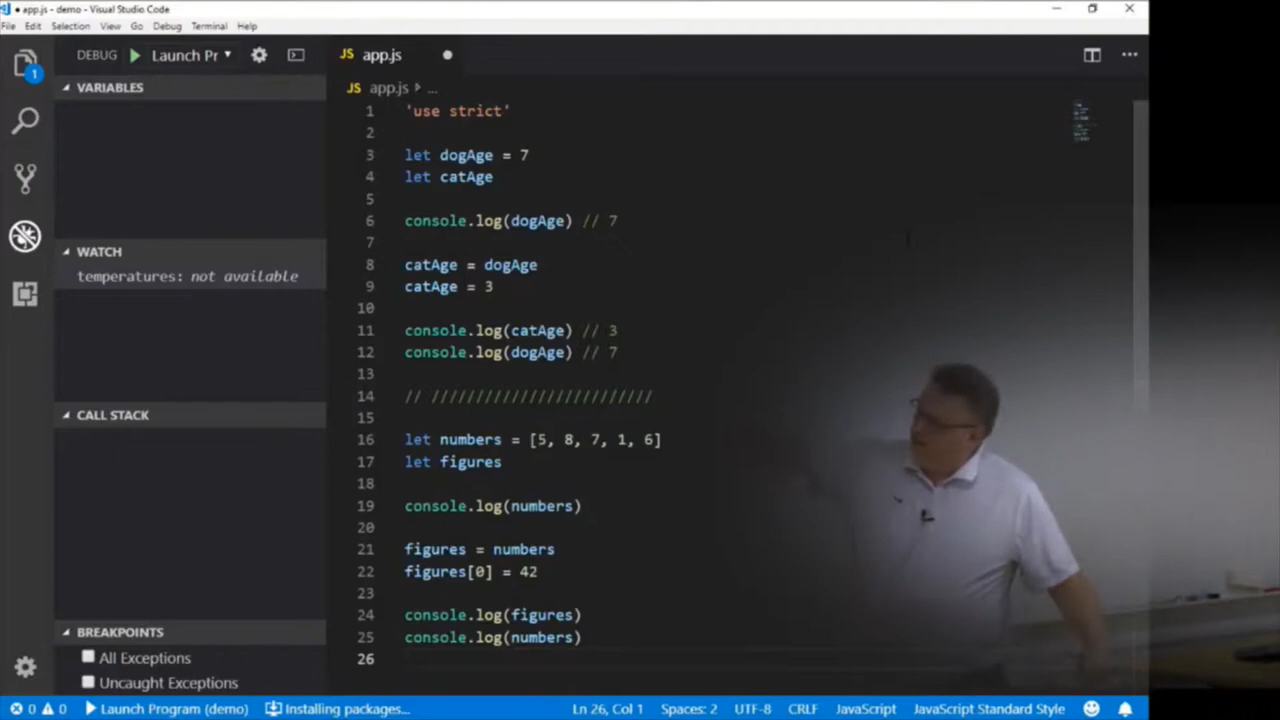 app.js - demo - Visual Studio Code
File Edit Selection View Go Debug Terminal Help
1
DEBUG Launch Pr
VARIABLES
WATCH
temperatures: not available
CALL STACK
BREAKPOINTS
All Exceptions
Uncaught Exceptions
JS app.js
JS app.js ...
1 'use strict'
2
3 let dogAge = 7
4 let catAge
5
6 console.log(dogAge) // 7
7
8 catAge = dogAge
9 catAge = 3
10
11 console.log(catAge) // 3
12 console.log(dogAge) // 7
13
14 // /////////////////////////
15
16 let numbers = [5, 8, 7, 1, 6]
17 let figures
18
19 console.log(numbers)
20
21 figures = numbers
22 figures[0] = 42
23
24 console.log(figures)
25 console.log(numbers)
26
0 0 Launch Program (demo) Installing packages... Ln 26, Col 1 Spaces: 2 UTF-8 CRLF JavaScript JavaScript Standard Style